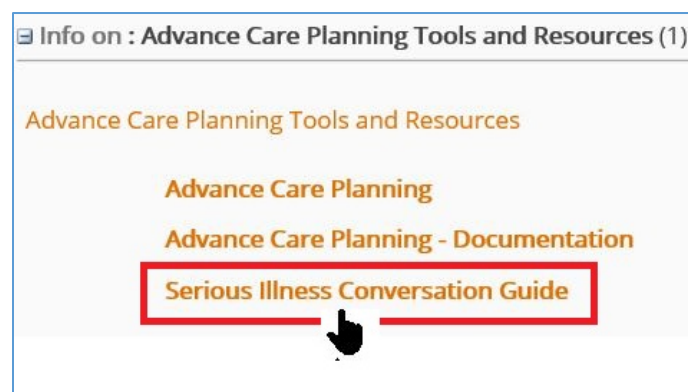 Info on : Advance Care Planning Tools and Resources (1)
Advance Care Planning Tools and Resources
Advance Care Planning
Advance Care Planning - Documentation
Serious Illness Conversation Guide